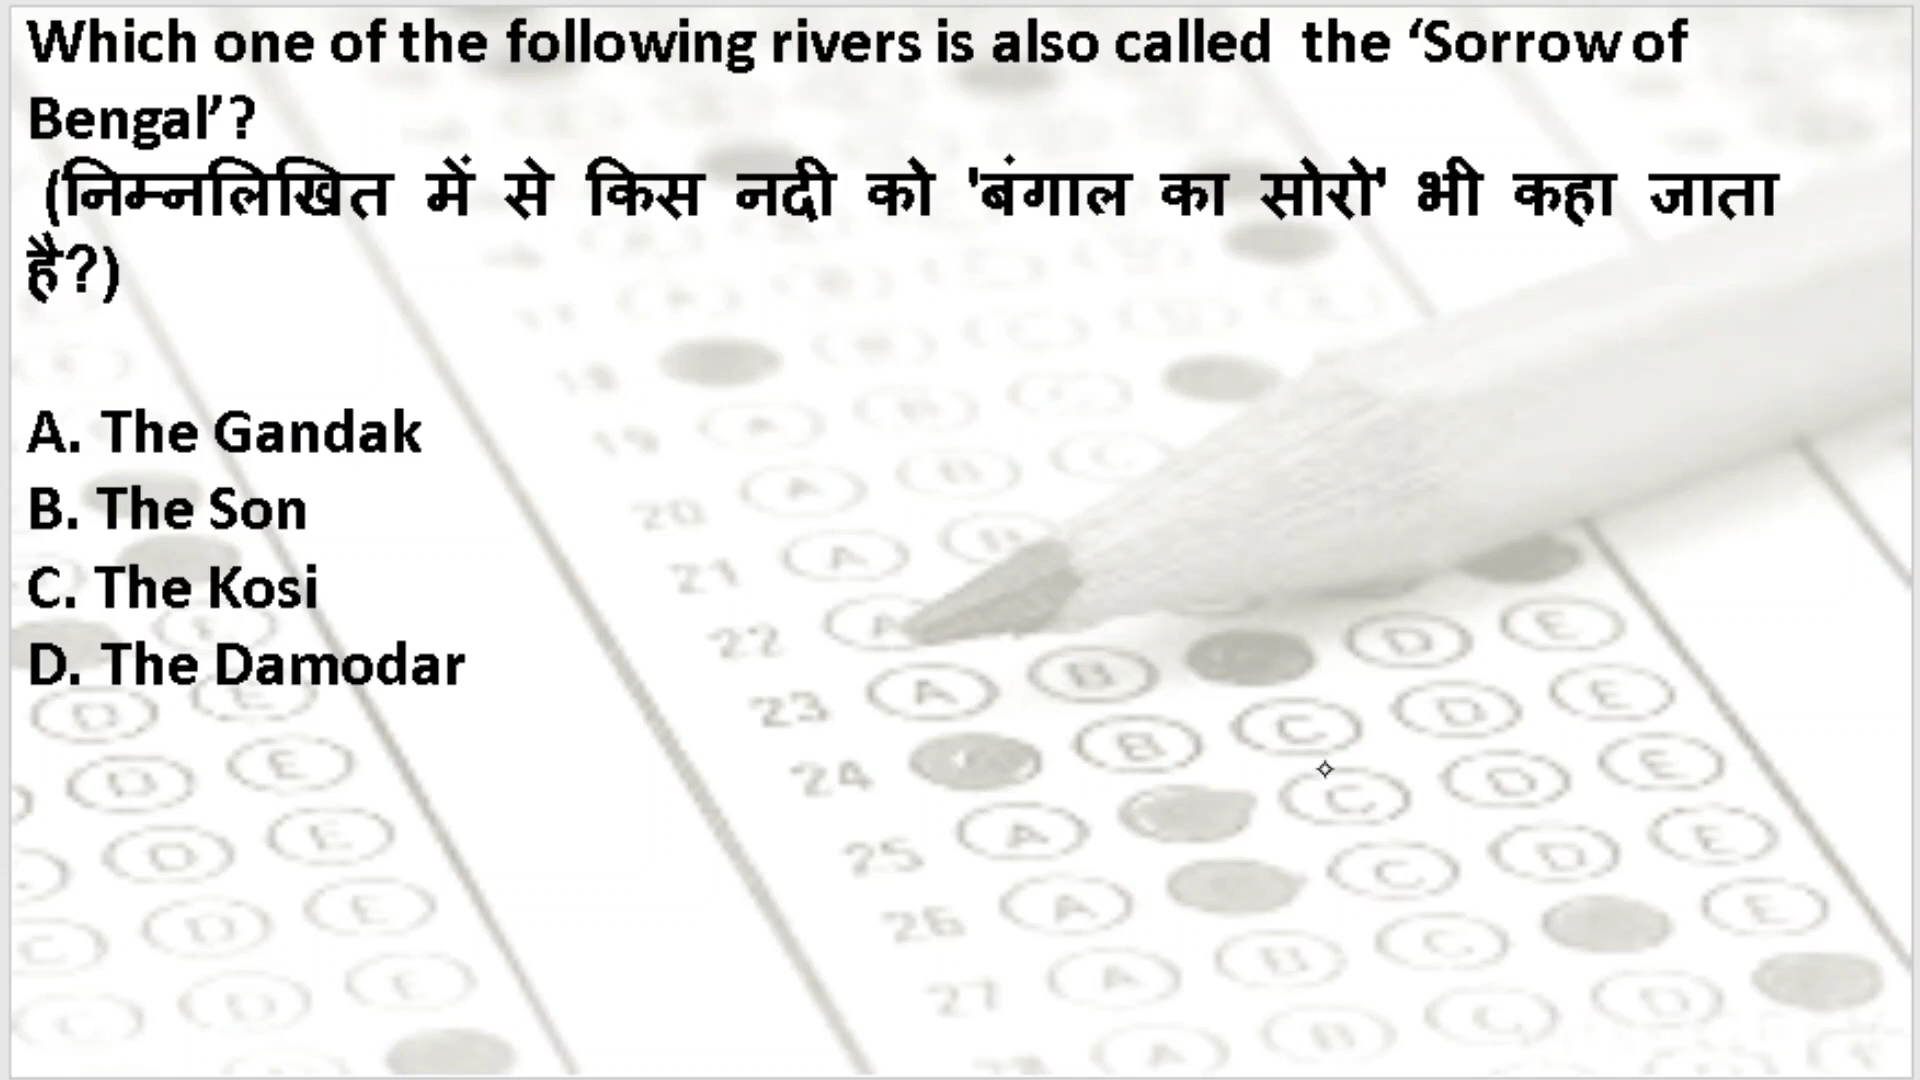 Which one of the following rivers is also called the ‘Sorrow of
Bengal’?
(निम्नलिखित में से किस नदी को 'बंगाल का सोरो' भी कहा जाता
है?)
A. The Gandak
B. The Son
C. The Kosi
D. The Damodar